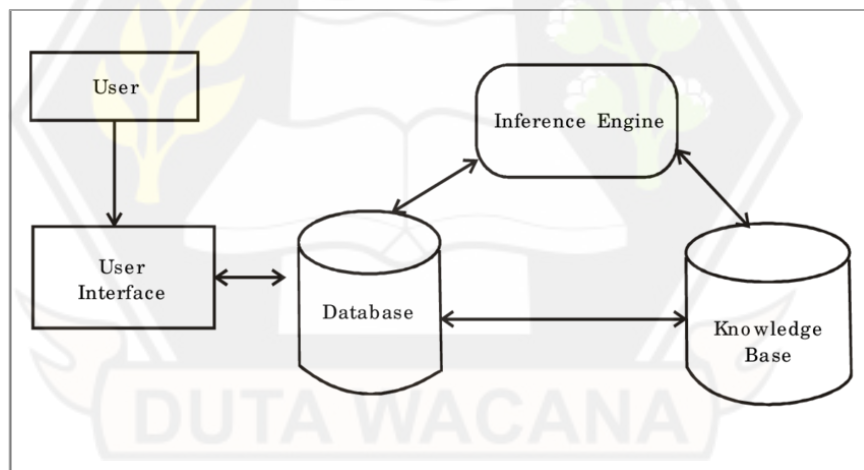 User
Inference Engine
User
Interface
Database
Knowledge
Base
DUTA WACANA